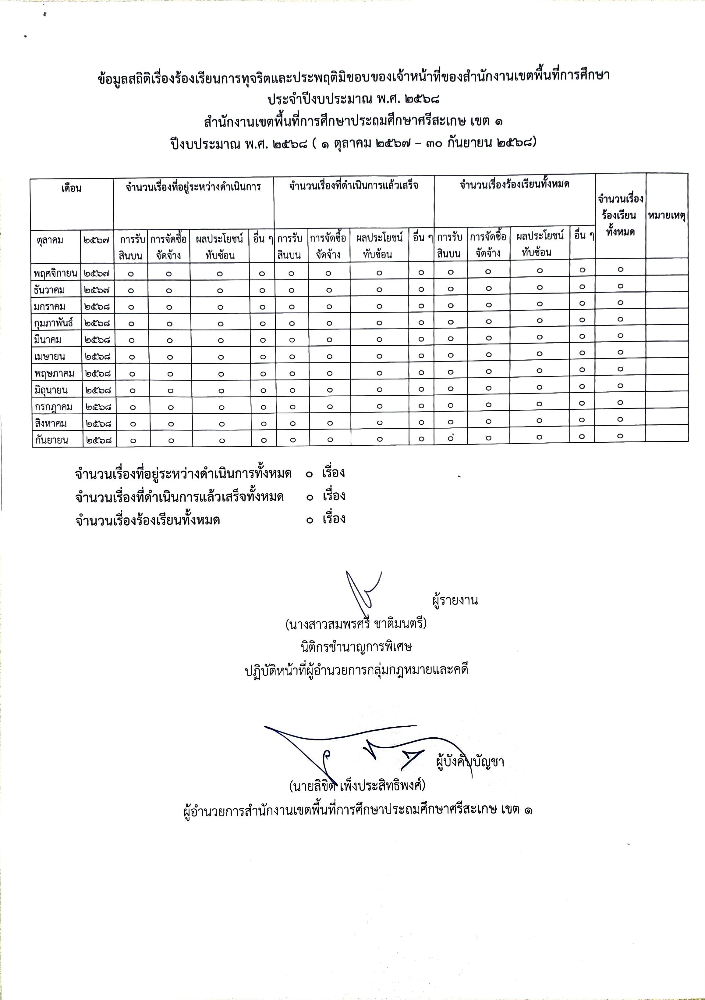 ข้อมูลสถิติเรื่องร้องเรียนการทุจริตและประพฤติมิชอบของเจ้าหน้าที่ของสำนักงานเขตพื้นที่การศึกษา
ประจำปีงบประมาณ พ.ศ. ๒๕๖๘
สำนักงานเขตพื้นที่การศึกษาประถมศึกษาศรีสะเกษ เขต ๑
ปีงบประมาณ พ.ศ. ๒๕๖๘ ( ๑ ตุลาคม ๒๕๖๗ – ๓๐ กันยายน ๒๕๖๘)
เดือน จำนวนเรื่องที่อยู่ระหว่างดำเนินการ จำนวนเรื่องที่ดำเนินการแล้วเสร็จ จำนวนเรื่องร้องเรียนทั้งหมด จำนวนเรื่อง
ร้องเรียน หมายเหตุ
ทั้งหมด
ตุลาคม ๒๕๖๗ การรับ การจัดซื้อ ผลประโยชน์ อื่น ๆ การรับ การจัดซื้อ ผลประโยชน์ อื่น ๆ การรับ การจัดซื้อ ผลประโยชน์ อื่น ๆ
สินบน จัดจ้าง ทับซ้อน สินบน จัดจ้าง ทับซ้อน สินบน จัดจ้าง ทับซ้อน
พฤศจิกายน ๒๕๖๗ ๐ ๐ ๐ ๐ ๐ ๐ ๐ ๐ ๐ ๐ ๐ ๐ ๐
ธันวาคม ๒๕๖๗ ๐ ๐ ๐ ๐ ๐ ๐ ๐ ๐ ๐ ๐ ๐ ๐ ๐
มกราคม ๒๕๖๘ ๐ ๐ ๐ ๐ ๐ ๐ ๐ ๐ ๐ ๐ ๐ ๐ ๐
กุมภาพันธ์ ๒๕๖๘ ๐ ๐ ๐ ๐ ๐ ๐ ๐ ๐ ๐ ๐ ๐ ๐ ๐
มีนาคม ๒๕๖๘ ๐ ๐ ๐ ๐ ๐ ๐ ๐ ๐ ๐ ๐ ๐ ๐ ๐
เมษายน ๒๕๖๘ ๐ ๐ ๐ ๐ ๐ ๐ ๐ ๐ ๐ ๐ ๐ ๐ ๐
พฤษภาคม ๒๕๖๘ ๐ ๐ ๐ ๐ ๐ ๐ ๐ ๐ ๐ ๐ ๐ ๐ ๐
มิถุนายน ๒๕๖๘ ๐ ๐ ๐ ๐ ๐ ๐ ๐ ๐ ๐ ๐ ๐ ๐ ๐
กรกฎาคม ๒๕๖๘ ๐ ๐ ๐ ๐ ๐ ๐ ๐ ๐ ๐ ๐ ๐ ๐ ๐
สิงหาคม ๒๕๖๘ ๐ ๐ ๐ ๐ ๐ ๐ ๐ ๐ ๐ ๐ ๐ ๐ ๐
กันยายน ๒๕๖๘ ๐ ๐ ๐ ๐ ๐ ๐ ๐ ๐ ๐ ๐ ๐ ๐ ๐
จำนวนเรื่องที่อยู่ระหว่างดำเนินการทั้งหมด ๐ เรื่อง
จำนวนเรื่องที่ดำเนินการแล้วเสร็จทั้งหมด ๐ เรื่อง
จำนวนเรื่องร้องเรียนทั้งหมด ๐ เรื่อง
ผู้รายงาน
(นางสาวสมพรศรี ชาติมนตรี)
นิติกรชำนาญการพิเศษ
ปฏิบัติหน้าที่ผู้อำนวยการกลุ่มกฎหมายและคดี
ผู้บังคับบัญชา
(นายลิขิต เพ็งประสิทธิพงศ์)
ผู้อำนวยการสำนักงานเขตพื้นที่การศึกษาประถมศึกษาศรีสะเกษ เขต ๑